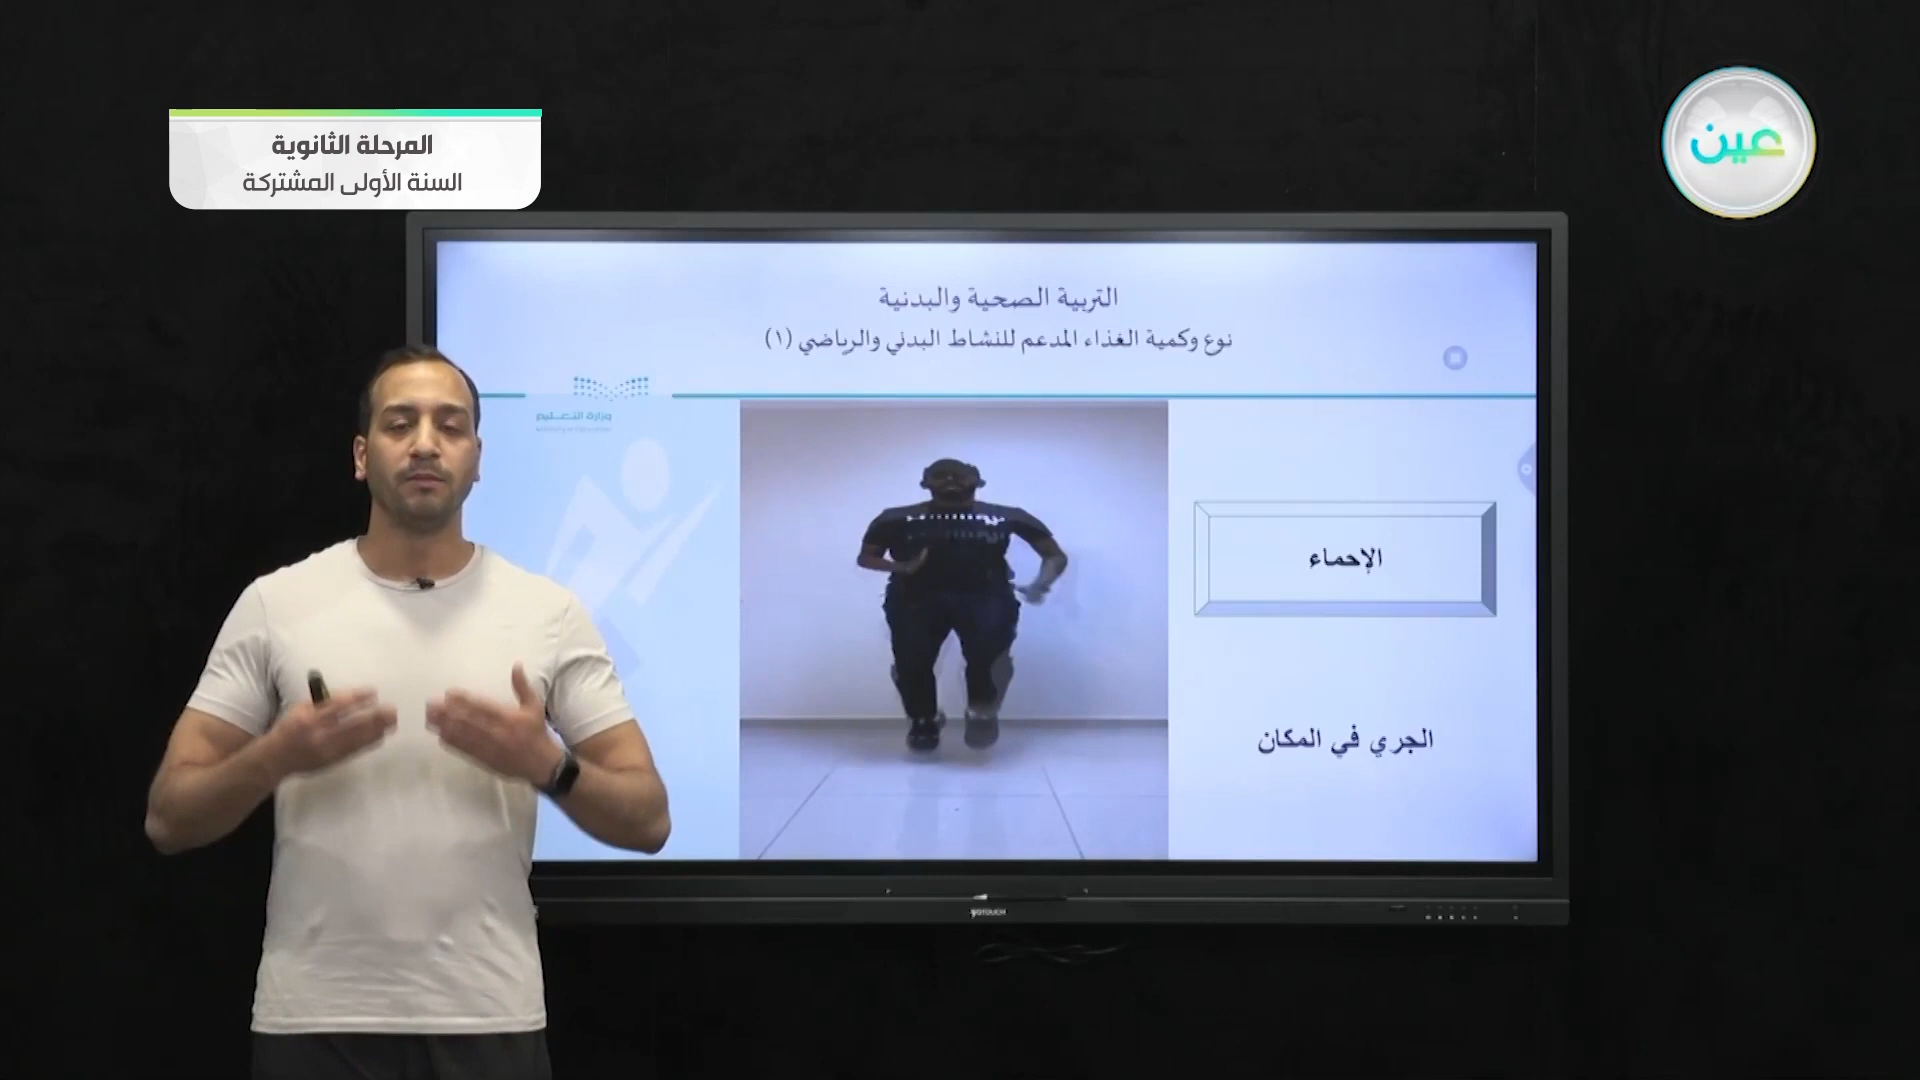 المرحلة الثانوية
السنة الأولى المشتركة
عين
التربية الصحية والبدنية
نوع وكمية الغذاء المدعم للنشاط البدني والرياضي (١)
وزارة التعليم
الإحماء
الجري في المكان